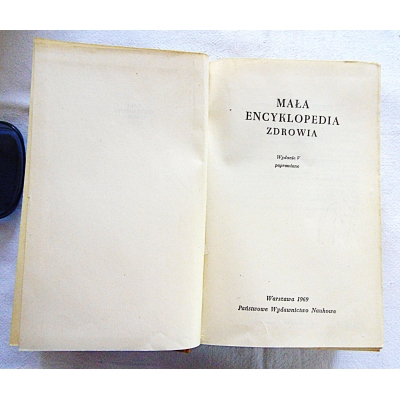 MAŁA
ENCYKLOPEDIA
ZDROWIA
Wydanie V
poprawione
Warszawa 1969
Państwowe Wydawnictwo Naukowe